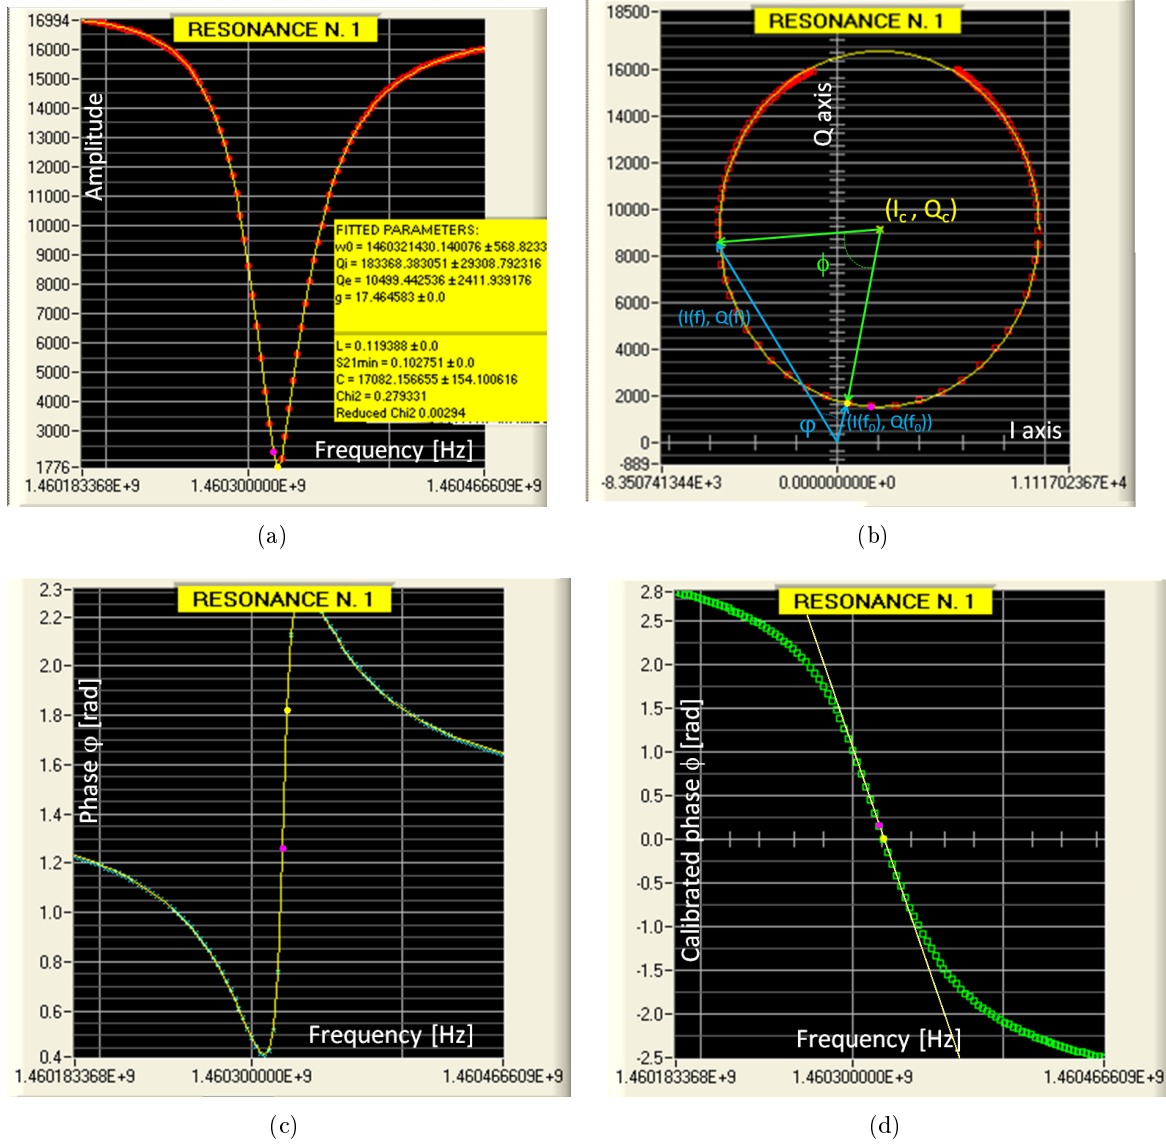 RESONANCE N. 1
16994
16000
15000
14000
13000
12000
11000
10000
9000
8000
7000
6000
5000
4000
3000
1776
Amplitude
FITTED PARAMETERS:
w0 = 1460321430.140076 ±568.8233
Qi = 183368.383051 ±29308.792316
Qe = 10499.442536 ±2411.939176
g = 17.464583 ±0.0
L = 0.119388 ±0.0
S21min = 0.102751 ±0.0
C = 17082.156655 ±154.100616
Chi2 = 0.279331
Reduced Chi2 0.00294
Frequency [Hz]
1.460183368E+9
1.460300000E+9
1.460466609E+9
(a)
RESONANCE N. 1
18500
16000
14000
12000
10000
8000
6000
4000
2000
0
-889
Q axis
(Ic , Qc)
ϕ
(I(f), Q(f))
φ
(I(f0), Q(f0))
I axis
-8.350741344E+3
0.000000000E+0
1.111702367E+4
(b)
RESONANCE N. 1
2.3
2.2
2.0
1.8
1.6
1.4
1.2
1.0
0.8
0.6
0.4
Phase φ [rad]
Frequency [Hz]
1.460183368E+9
1.460300000E+9
1.460466609E+9
(c)
RESONANCE N. 1
2.8
2.5
2.0
1.5
1.0
0.5
0.0
-0.5
-1.0
-1.5
-2.0
-2.5
Calibrated phase ϕ [rad]
Frequency [Hz]
1.460183368E+9
1.460300000E+9
1.460466609E+9
(d)